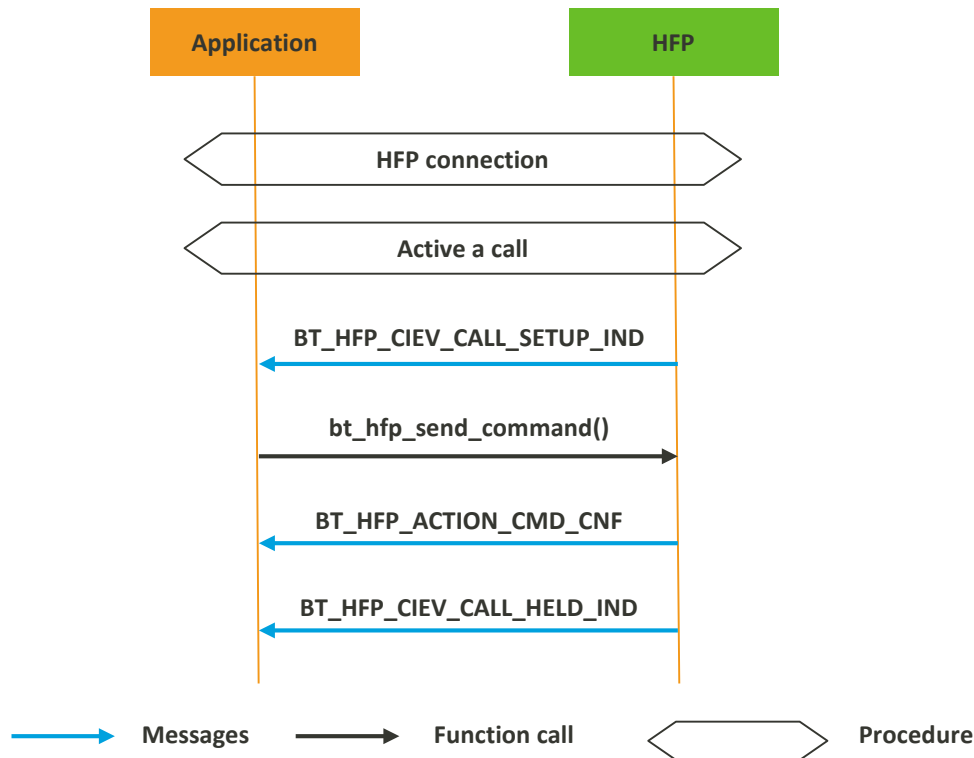 Application
HFP
HFP connection
Active a call
BT_HFP_CIEV_CALL_SETUP_IND
bt_hfp_send_command()
BT_HFP_ACTION_CMD_CNF
BT_HFP_CIEV_CALL_HELD_IND
Messages
Function call
Procedure